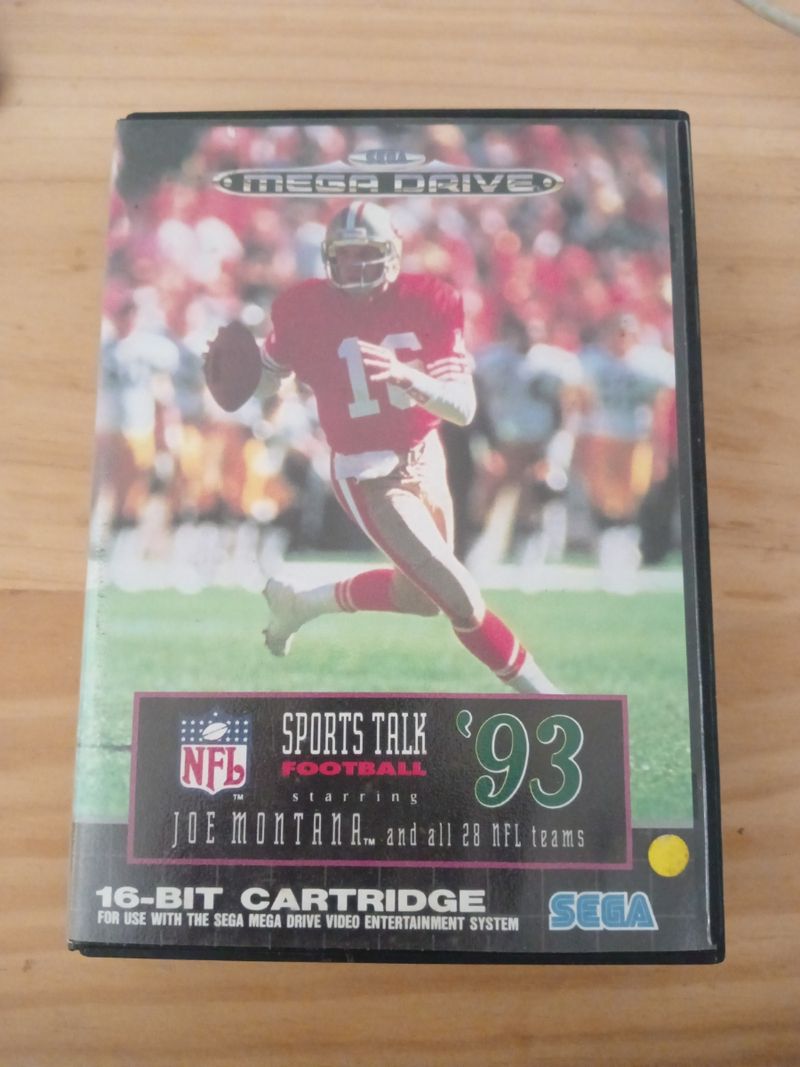 SEGA
MEGA DRIVE
16
NFL
TM
SPORTS TALK
FOOTBALL
'93
starring
JOE MONTANA™ and all 28 NFL teams
16-BIT CARTRIDGE
FOR USE WITH THE SEGA MEGA DRIVE VIDEO ENTERTAINMENT SYSTEM
SEGA